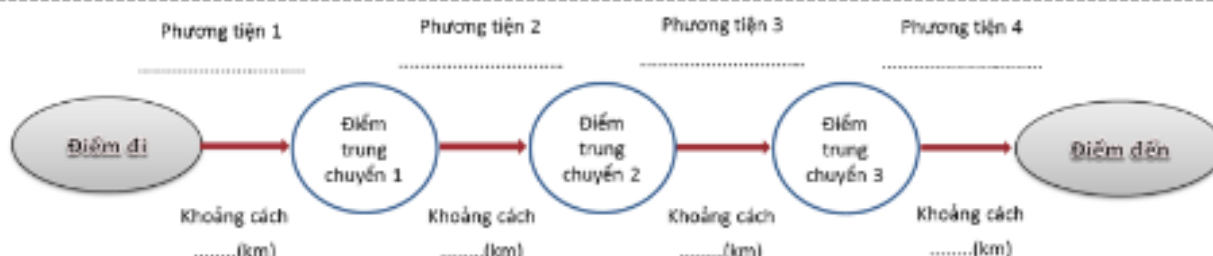 Phương tiện 1
Phương tiện 2
Phương tiện 3
Phương tiện 4
....................................
....................................
....................................
....................................
Điểm đi
Điểm
trung
chuyển 1
Điểm
trung
chuyển 2
Điểm
trung
chuyển 3
Điểm đến
Khoảng cách
........(km)
Khoảng cách
........(km)
Khoảng cách
........(km)
Khoảng cách
........(km)